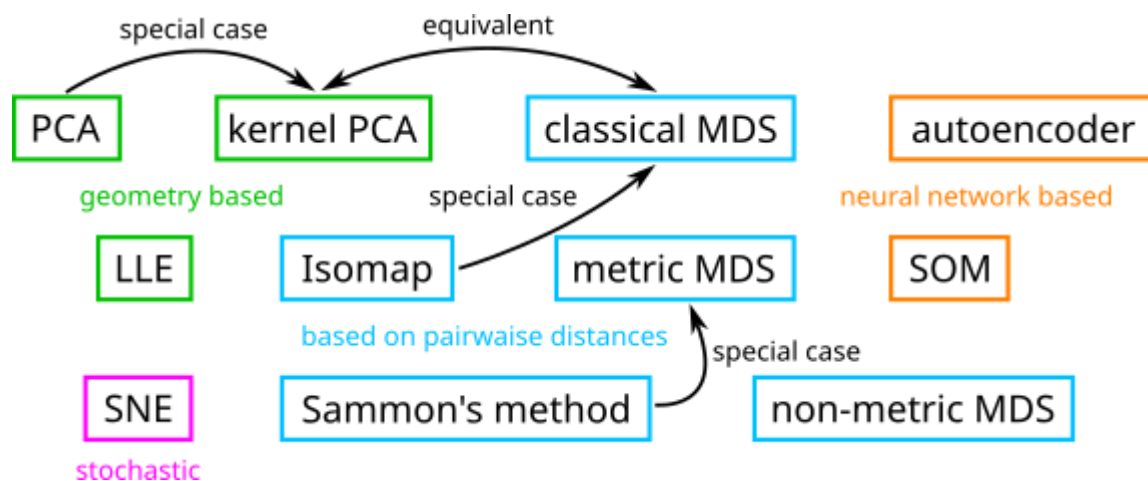 special case
equivalent
PCA
kernel PCA
classical MDS
autoencoder
geometry based
special case
neural network based
LLE
Isomap
metric MDS
SOM
based on pairwaise distances
special case
SNE
Sammon's method
non-metric MDS
stochastic